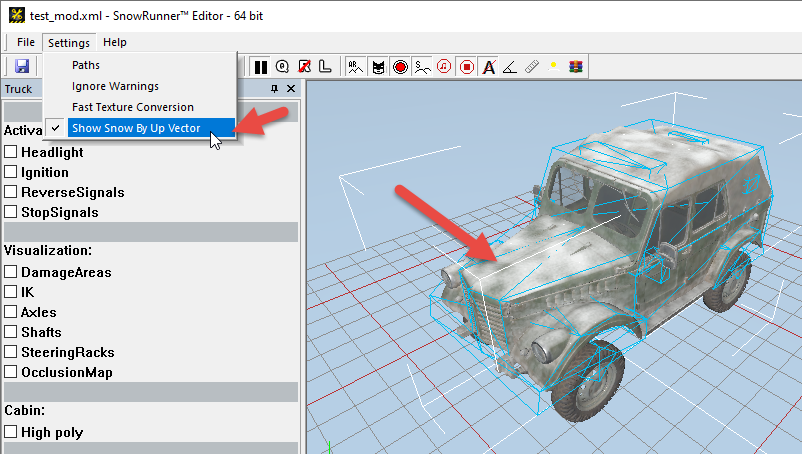 test_mod.xml - SnowRunner™ Editor - 64 bit
File Settings Help
Paths
Ignore Warnings
Fast Texture Conversion
Show Snow By Up Vector
AR
S
A
Truck
Activa
Headlight
Ignition
ReverseSignals
StopSignals
Visualization:
DamageAreas
IK
Axles
Shafts
SteeringRacks
OcclusionMap
Cabin:
High poly